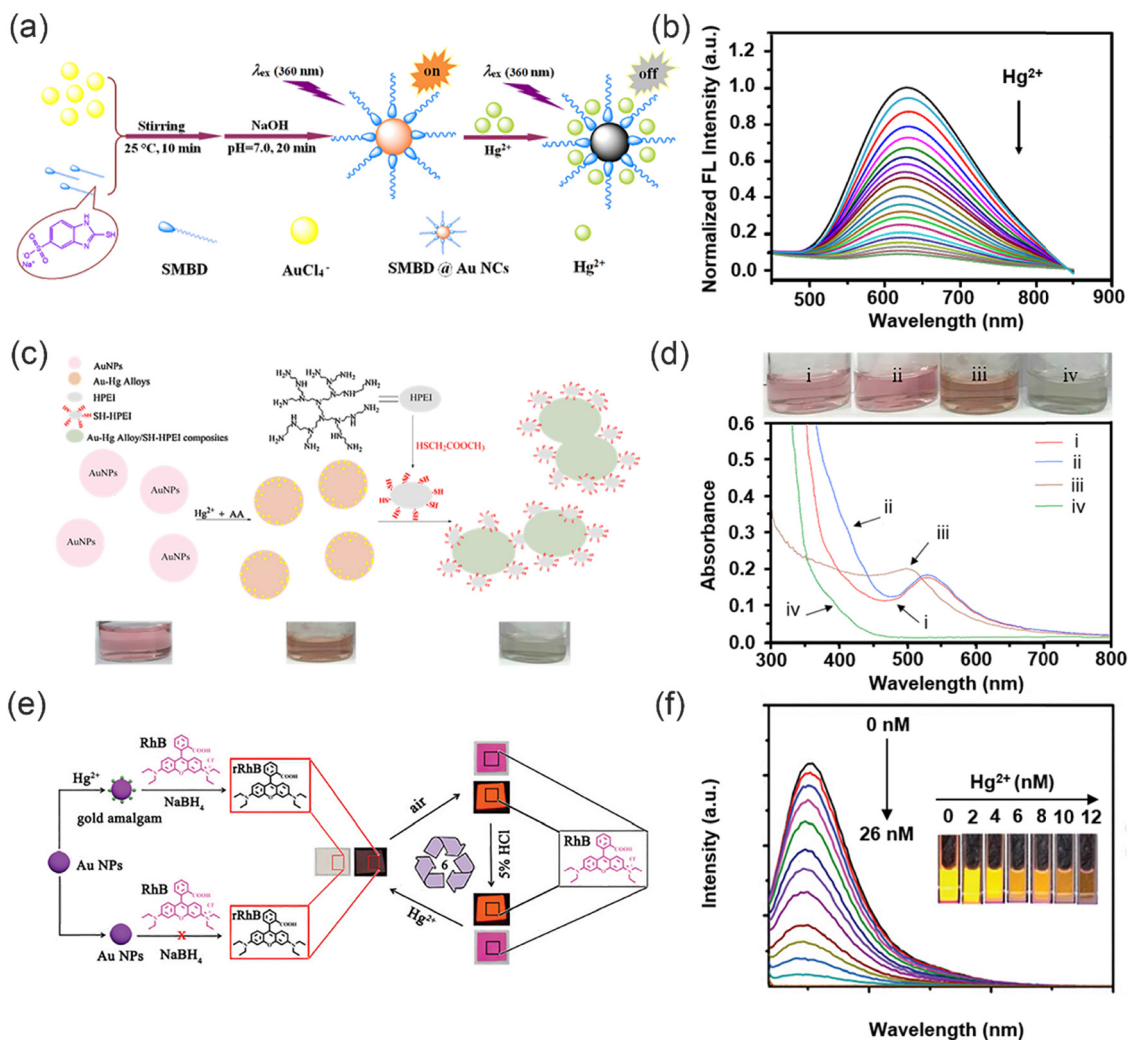 (a)
λex (360 nm)
on
λex (360 nm)
off
Stirring
25 °C, 10 min
NaOH
pH=7.0, 20 min
Hg2+
H
N
SH
N
O
O
S
O
Na+
SMBD
AuCl4-
SMBD @ Au NCs
Hg2+
(b)
Normalized FL Intensity (a.u.)
1.2
1.0
0.8
0.6
0.4
0.2
0.0
Hg2+
500 600 700 800 900
Wavelength (nm)
(c)
AuNPs
Au-Hg Alloys
HPEI
SH-HPEI
Au-Hg Alloy/SH-HPEI composites
HPEI
HSCH2COOCH3
AuNPs
AuNPs
AuNPs
AuNPs
Hg2+ + AA
(d)
i ii iii iv
Absorbance
0.6
0.5
0.4
0.3
0.2
0.1
0.0
i
ii
iii
iv
ii
iii
iv
i
300 400 500 600 700 800
Wavelength (nm)
(e)
RhB
COOH
Hg2+
NaBH4
gold amalgam
rRhB
COOH
Au NPs
RhB
COOH
Au NPs
X
NaBH4
rRhB
COOH
air
6
Hg2+
5% HCl
RhB
COOH
(f)
Intensity (a.u.)
0 nM
26 nM
Hg2+ (nM)
0 2 4 6 8 10 12
Wavelength (nm)